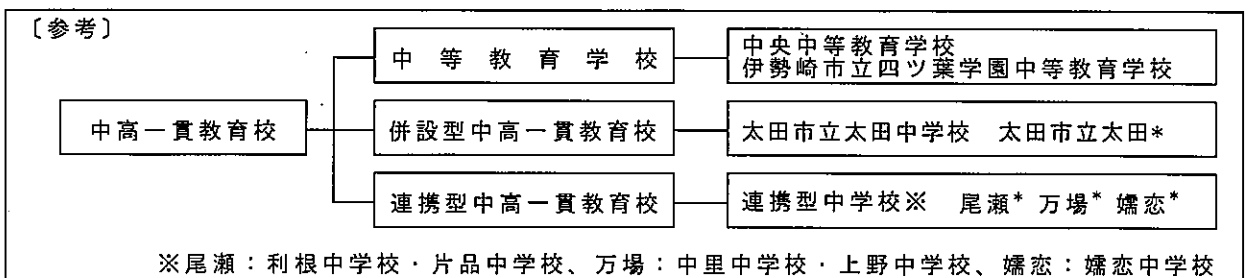 〔参考〕
中等教育学校
中央中等教育学校
伊勢崎市立四ツ葉学園中等教育学校
中高一貫教育校
併設型中高一貫教育校
太田市立太田中学校 太田市立太田*
連携型中高一貫教育校
連携型中学校※ 尾瀬* 万場* 嬬恋*
※尾瀬：利根中学校・片品中学校、万場：中里中学校・上野中学校、嬬恋：嬬恋中学校